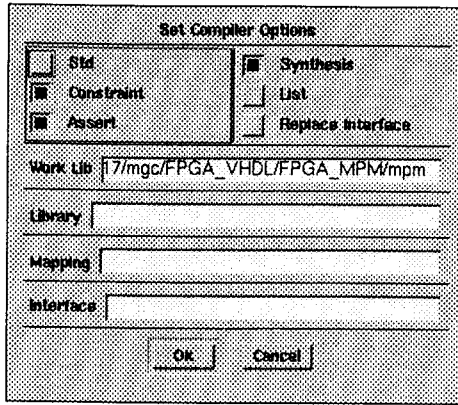 Set Compiler Options
Std
Synthesis
Constraint
List
Assert
Replace Interface
Work Lib 17/mgc/FPGA_VHDL/FPGA_MPM/mpm
Library
Mapping
Interface
OK Cancel